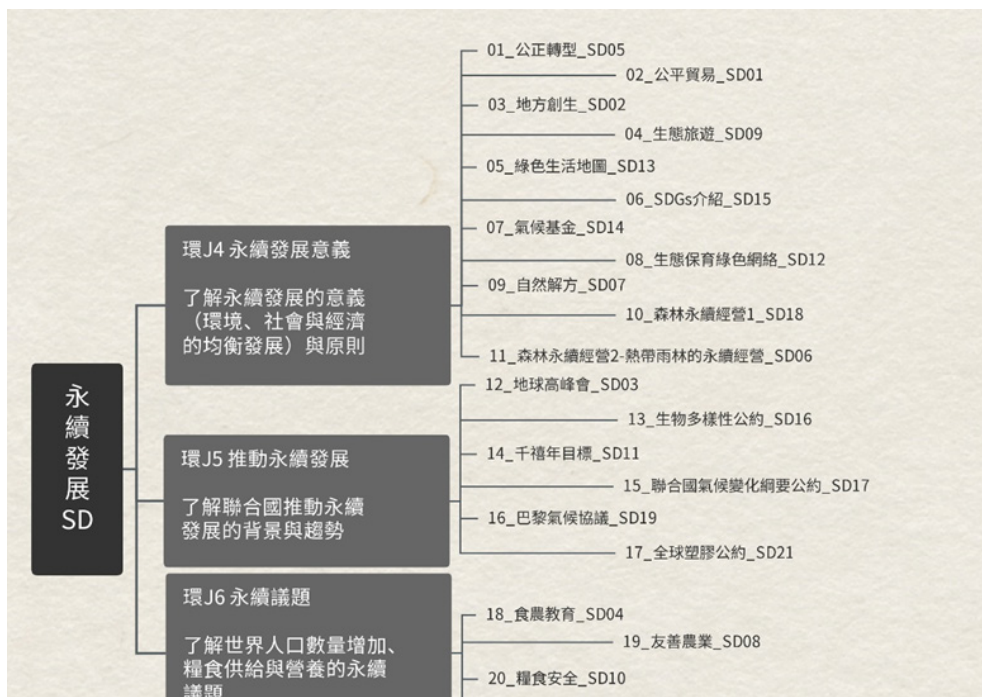 永續發展 SD
環J4 永續發展意義
了解永續發展的意義
（環境、社會與經濟
的均衡發展）與原則
01_公正轉型_SD05
02_公平貿易_SD01
03_地方創生_SD02
04_生態旅遊_SD09
05_綠色生活地圖_SD13
06_SDGs介紹_SD15
07_氣候基金_SD14
08_生態保育綠色網絡_SD12
09_自然解方_SD07
10_森林永續經營1_SD18
11_森林永續經營2-熱帶雨林的永續經營_SD06
環J5 推動永續發展
了解聯合國推動永續
發展的背景與趨勢
12_地球高峰會_SD03
13_生物多樣性公約_SD16
14_千禧年目標_SD11
15_聯合國氣候變化綱要公約_SD17
16_巴黎氣候協議_SD19
17_全球塑膠公約_SD21
環J6 永續議題
了解世界人口數量增加、
糧食供給與營養的永續
議題
18_食農教育_SD04
19_友善農業_SD08
20_糧食安全_SD10